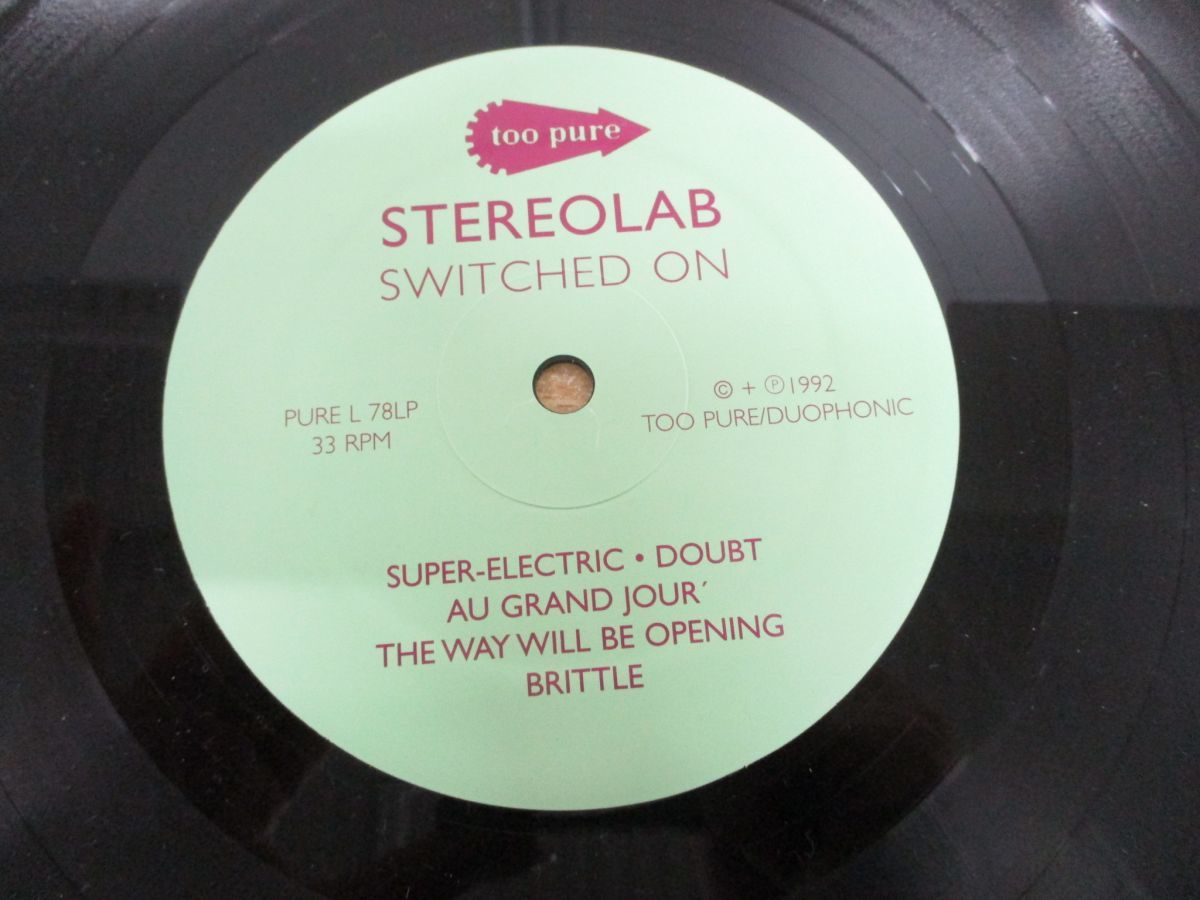 too pure
STEREOLAB
SWITCHED ON
PURE L 78LP
33 RPM
© + ℗1992
TOO PURE/DUOPHONIC
SUPER-ELECTRIC • DOUBT
AU GRAND JOUR´
THE WAY WILL BE OPENING
BRITTLE